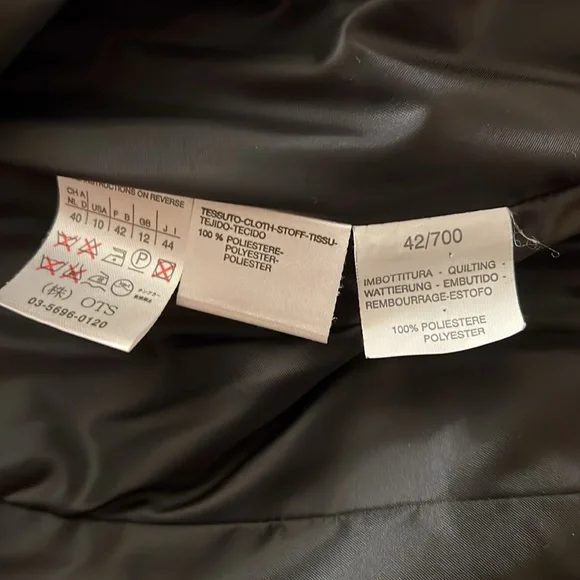 INSTRUCTIONS ON REVERSE
CH A
NL D USA F B GB J I
40 10 42 12 44
P
(株) OTS
03-5696-0120
TESSUTO-CLOTH-STOFF-TISSU-
TEJIDO-TECIDO
100 % POLIESTERE-
POLYESTER-
POLIESTER
42/700
IMBOTTITURA - QUILTING -
WATTIERUNG - EMBUTIDO -
REMBOURRAGE-ESTOFO
100% POLIESTERE
POLYESTER